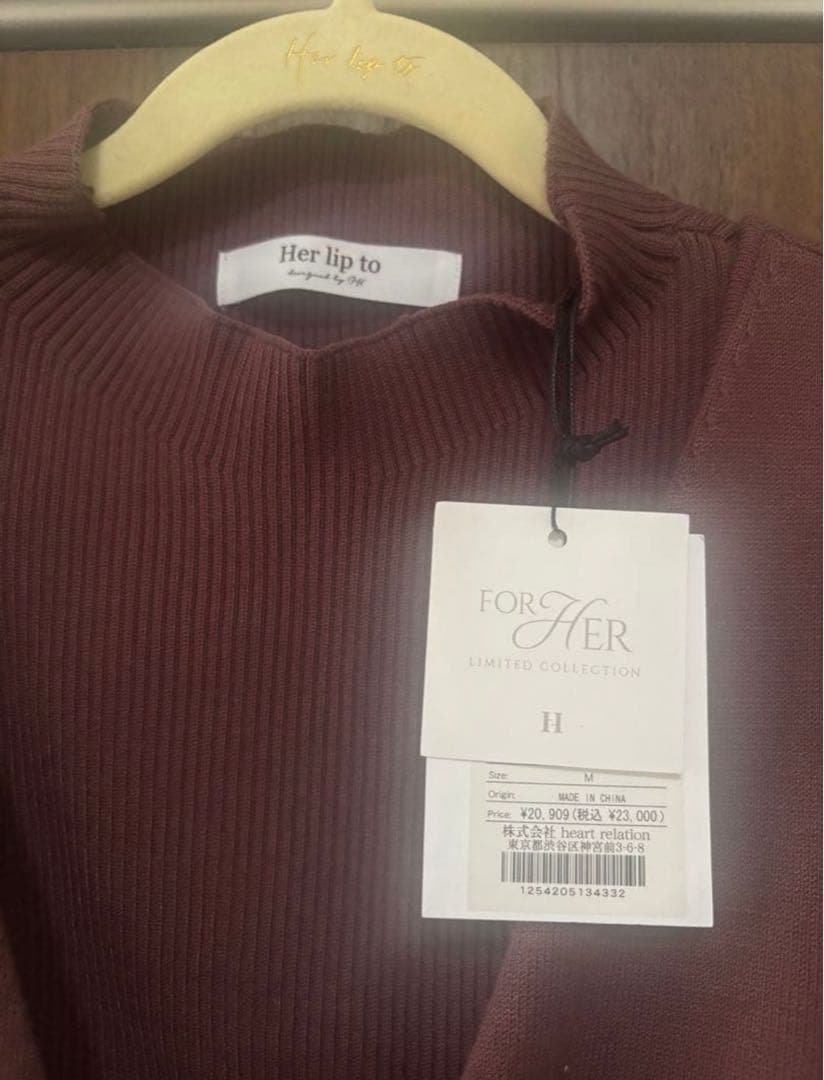 Her lip to
Her lip to
designed by H
FOR HER
LIMITED COLLECTION
H
Size: M
Origin: MADE IN CHINA
Price: ¥20,909(税込 ¥23,000)
株式会社 heart relation
東京都渋谷区神宮前3-6-8
1254205134332